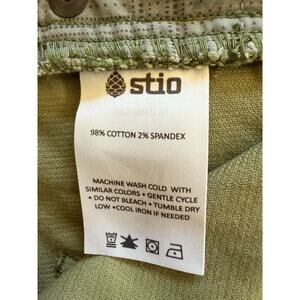 stio
98% COTTON 2% SPANDEX
MACHINE WASH COLD WITH
SIMILAR COLORS • GENTLE CYCLE
• DO NOT BLEACH • TUMBLE DRY
LOW •COOL IRON IF NEEDED